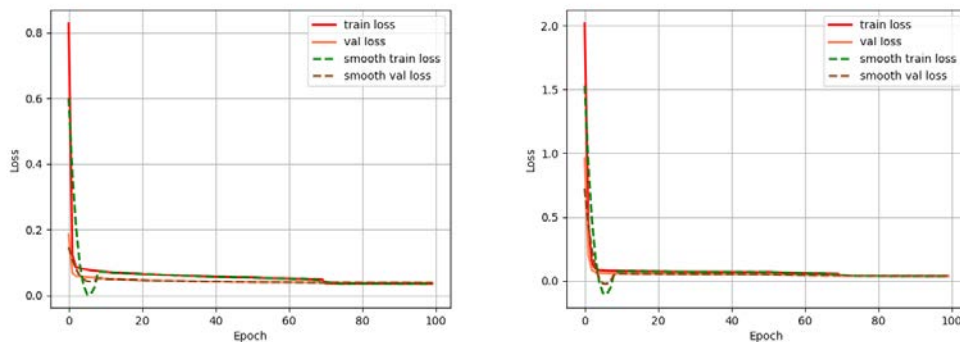 0.8
0.6
0.4
0.2
0.0
Loss
0 20 40 60 80 100
Epoch
train loss
val loss
smooth train loss
smooth val loss
2.0
1.5
1.0
0.5
0.0
Loss
0 20 40 60 80 100
Epoch
train loss
val loss
smooth train loss
smooth val loss